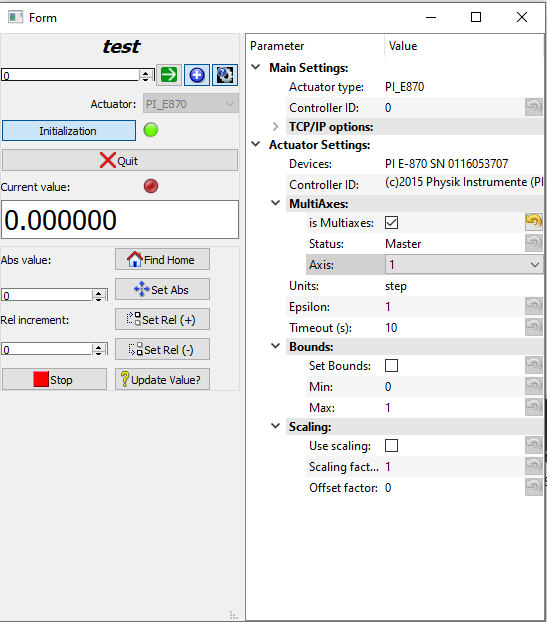 Form
test
0
Actuator: PI_E870
Initialization
Quit
Current value:
0.000000
Abs value:
Find Home
0
Set Abs
Rel increment:
Set Rel (+)
0
Set Rel (-)
Stop
Update Value?
Parameter Value
Main Settings:
Actuator type: PI_E870
Controller ID: 0
TCP/IP options:
Actuator Settings:
Devices: PI E-870 SN 0116053707
Controller ID: (c)2015 Physik Instrumente (PI
MultiAxes:
is Multiaxes:
Status: Master
Axis: 1
Units: step
Epsilon: 1
Timeout (s): 10
Bounds:
Set Bounds:
Min: 0
Max: 1
Scaling:
Use scaling:
Scaling fact... 1
Offset factor: 0